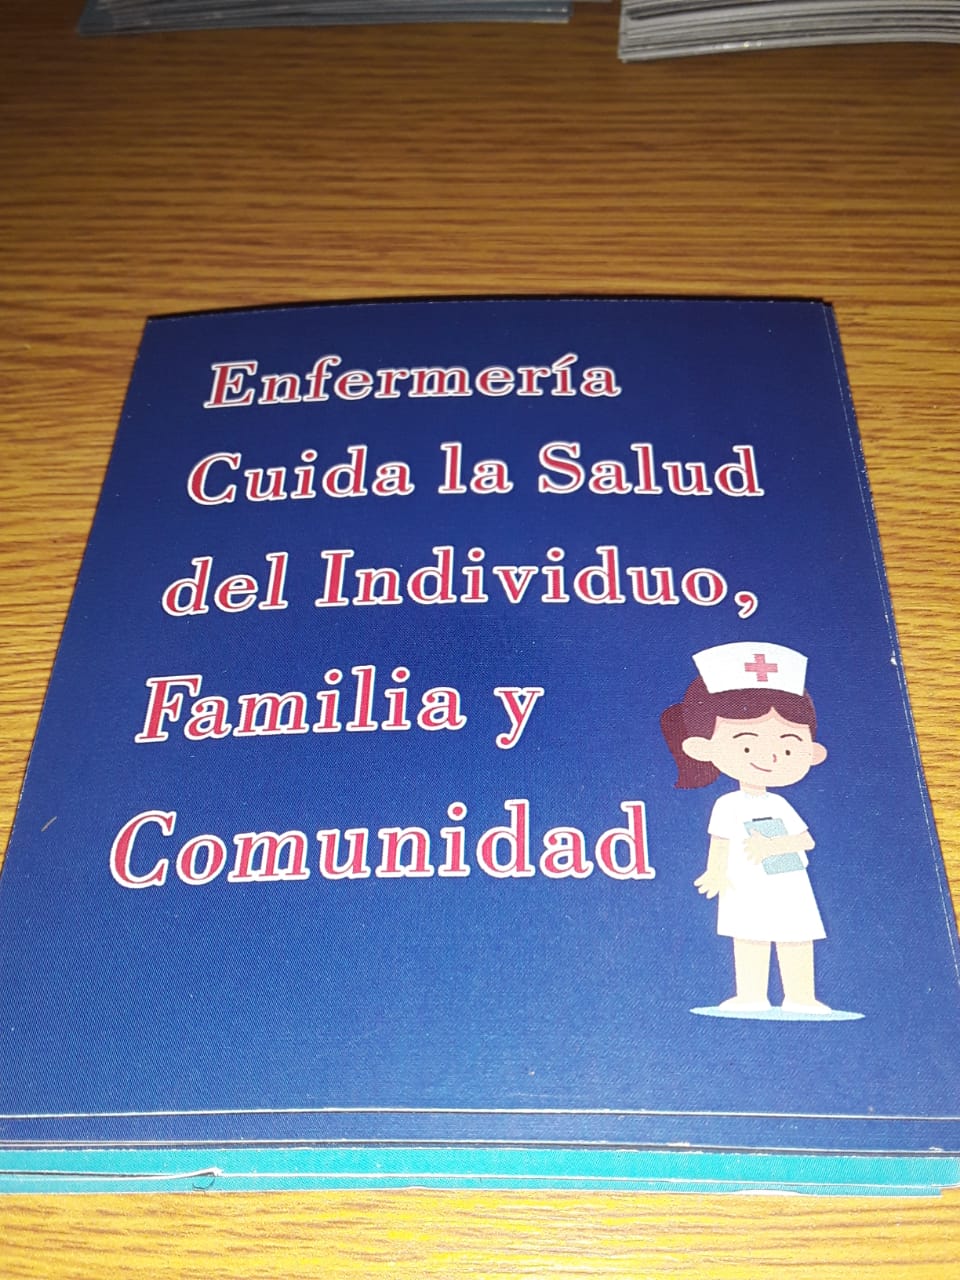 Enfermería
Cuida la Salud
del Individuo,
Familia y
Comunidad